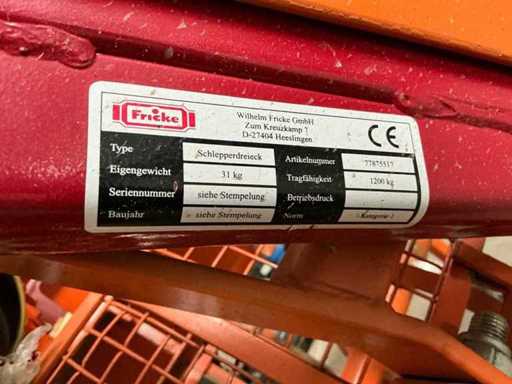 Fricke
Wilhelm Fricke GmbH
Zum Kreuzkamp 7
D-27404 Heeslingen
CE
Type Schlepperdreieck Artikelnummer 77875517
Eigengewicht 31 kg Tragfähigkeit 1200 kg
Seriennummer siehe Stempelung Betriebsdruck
Baujahr siehe Stempelung Norm Kategorie 2